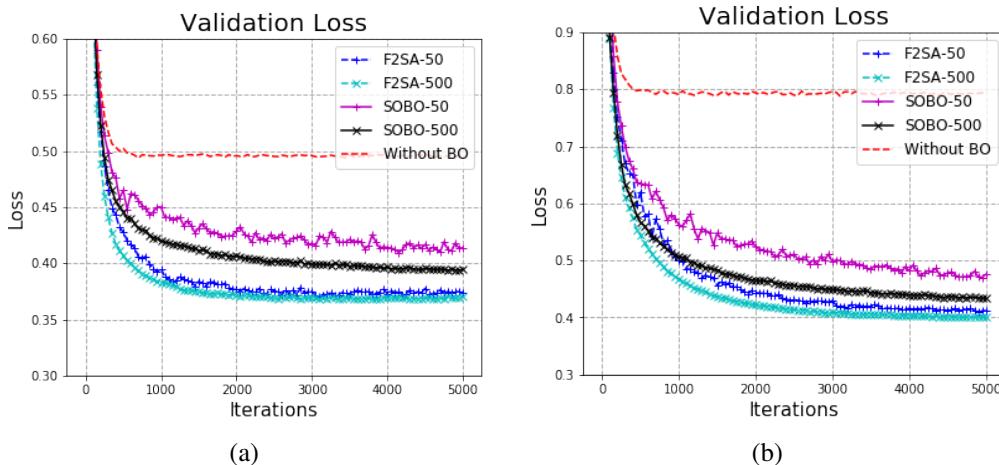 Validation Loss
0.60
0.55
0.50
0.45
0.40
0.35
0.30
Loss
F2SA-50
F2SA-500
SOBO-50
SOBO-500
Without BO
0
1000
2000
3000
4000
5000
Iterations
(a)
Validation Loss
0.9
0.8
0.7
0.6
0.5
0.4
0.3
Loss
F2SA-50
F2SA-500
SOBO-50
SOBO-500
Without BO
0
1000
2000
3000
4000
5000
Iterations
(b)